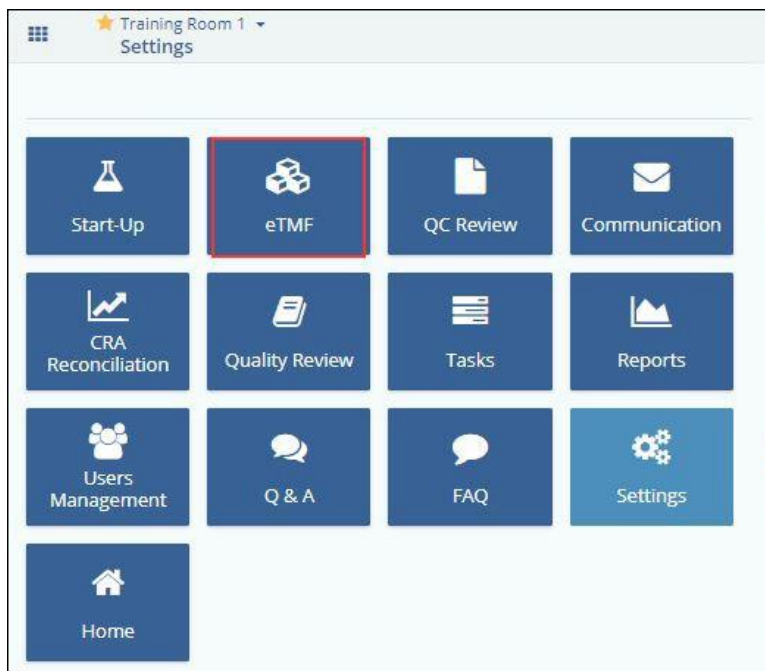 Training Room 1
Settings
Start-Up
eTMF
QC Review
Communication
CRA
Reconciliation
Quality Review
Tasks
Reports
Users
Management
Q & A
FAQ
Settings
Home